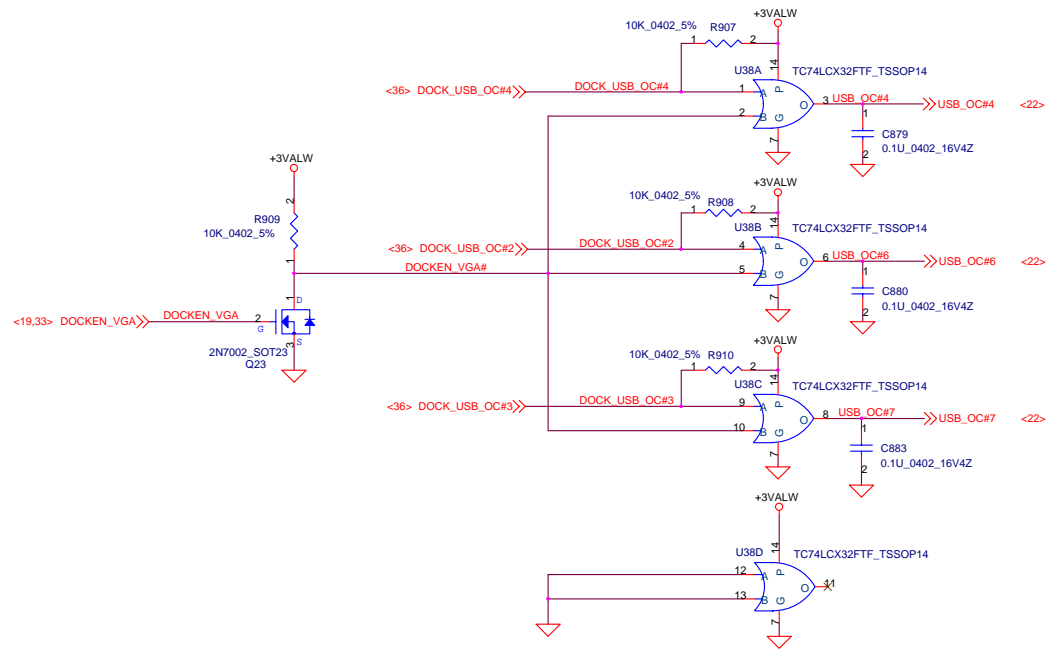 +3VALW
10K_0402_5% R907
1 2
14
U38A TC74LCX32FTF_TSSOP14
<36> DOCK_USB_OC#4 DOCK_USB_OC#4 1 A P O 3 USB_OC#4 USB_OC#4 <22>
2 B G
7
1
C879
0.1U_0402_16V4Z
2
+3VALW
2
R909
10K_0402_5%
1
+3VALW
10K_0402_5% R908
1 2
14
U38B TC74LCX32FTF_TSSOP14
<36> DOCK_USB_OC#2 DOCK_USB_OC#2 4 A P O 6 USB_OC#6 USB_OC#6 <22>
DOCKEN_VGA# 5 B G
7
1
C880
0.1U_0402_16V4Z
2
1 D
<19,33> DOCKEN_VGA DOCKEN_VGA 2 G
3 S
2N7002_SOT23
Q23
+3VALW
10K_0402_5% R910
1 2
14
U38C TC74LCX32FTF_TSSOP14
<36> DOCK_USB_OC#3 DOCK_USB_OC#3 9 A P O 8 USB_OC#7 USB_OC#7 <22>
10 B G
7
1
C883
0.1U_0402_16V4Z
2
+3VALW
14
U38D TC74LCX32FTF_TSSOP14
12 A P O 11
13 B G
7